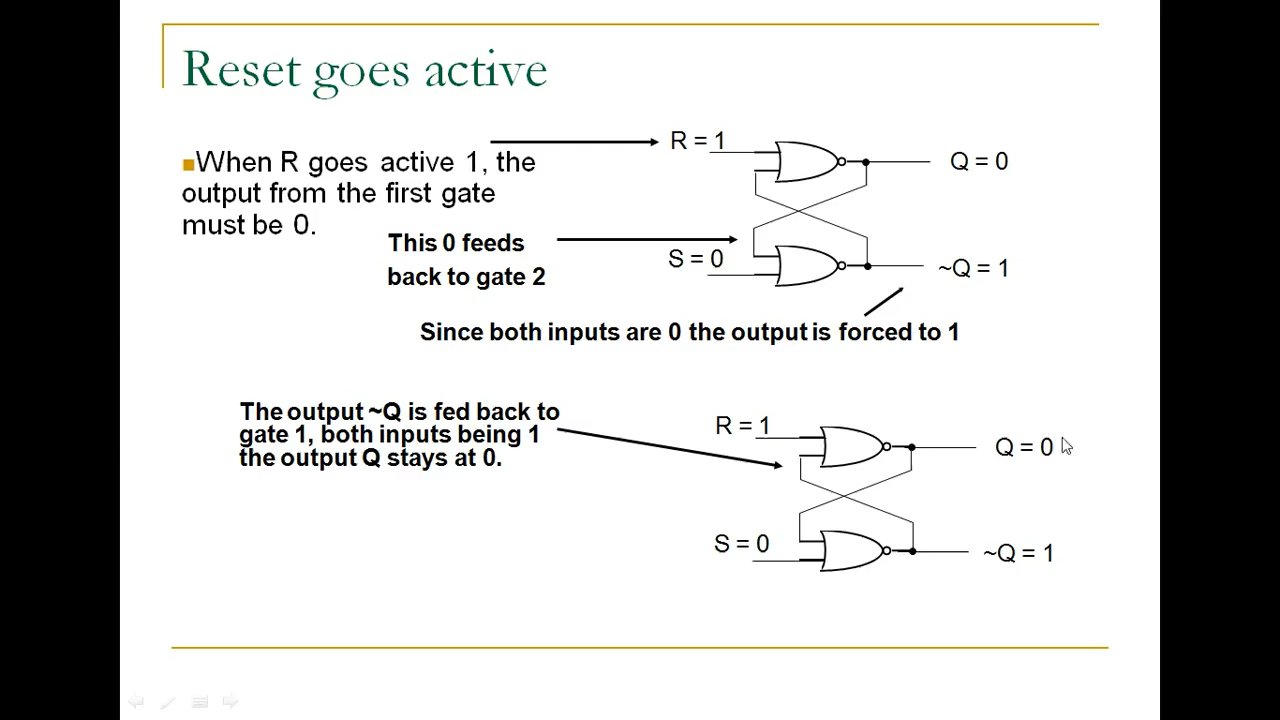 Reset goes active
When R goes active 1, the
output from the first gate
must be 0.
This 0 feeds
back to gate 2
R = 1
Q = 0
S = 0
~Q = 1
Since both inputs are 0 the output is forced to 1
The output ~Q is fed back to
gate 1, both inputs being 1
the output Q stays at 0.
R = 1
Q = 0
S = 0
~Q = 1